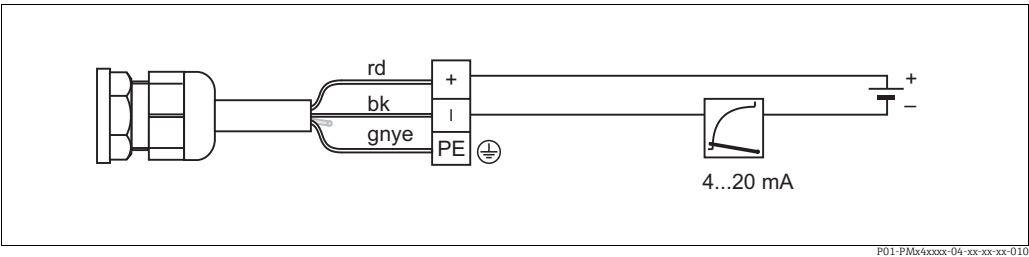 rd
+
bk
–
gnye
PE
+
–
4...20 mA
P01-PMx4xxxx-04-xx-xx-xx-010